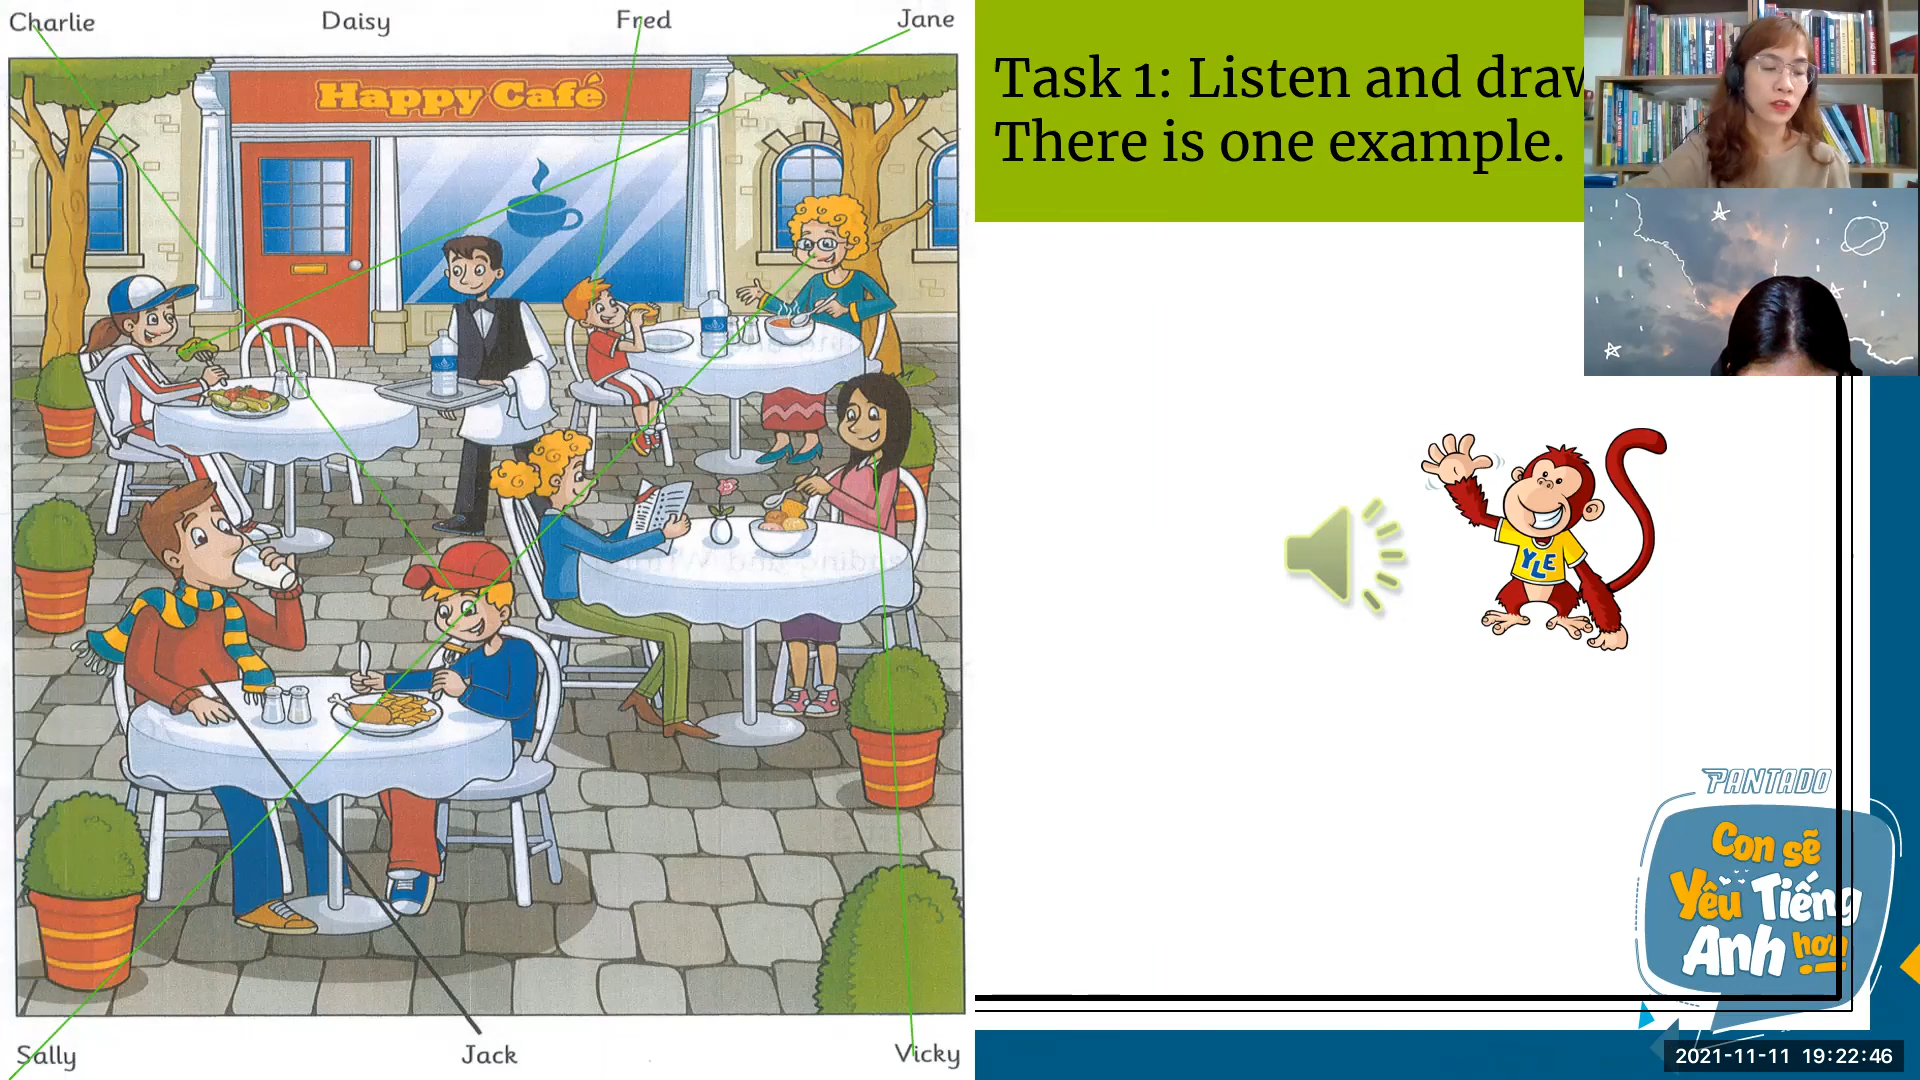 Charlie Daisy Fred Jane
Happy Café
Sally Jack Vicky
Task 1: Listen and draw
There is one example.
YLE
PANTADO
Con sẽ
Yêu Tiếng
Anh hơn
2021-11-11 19:22:46